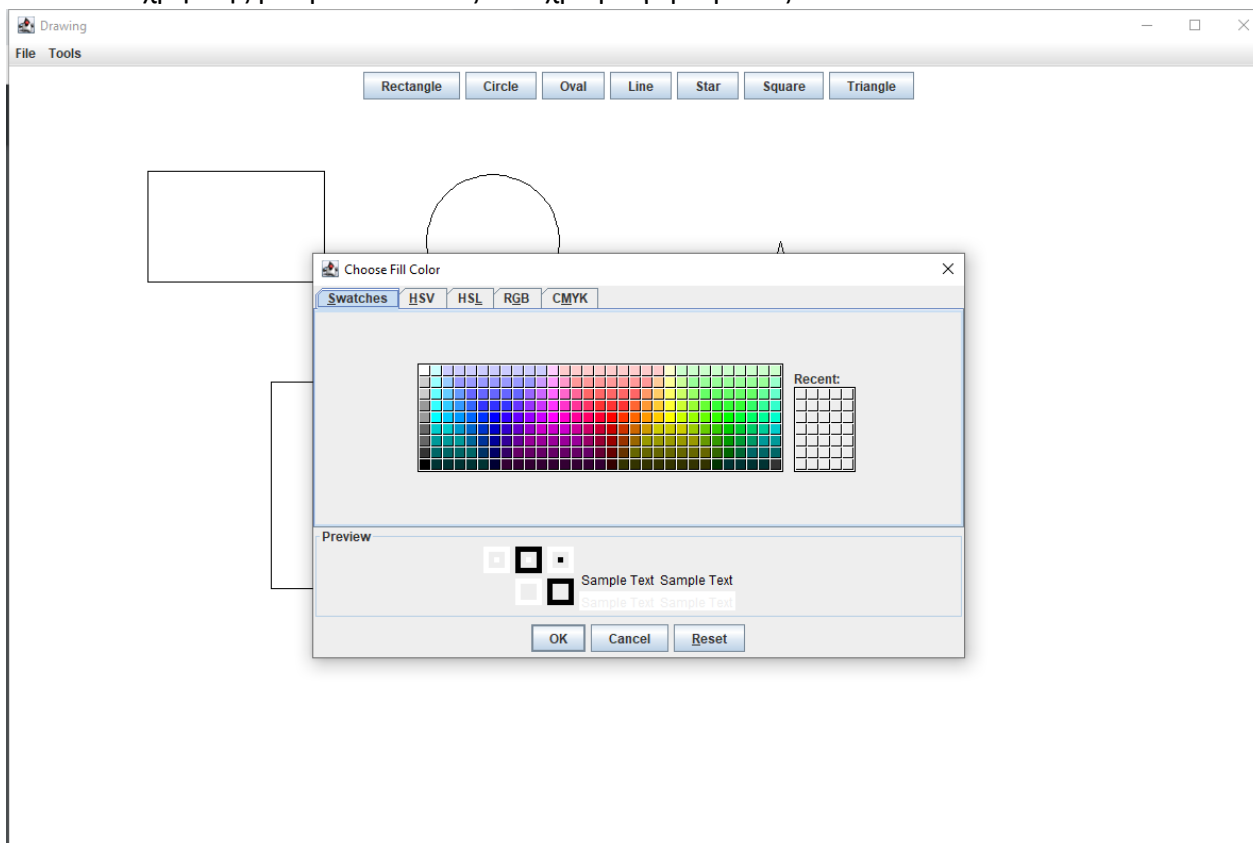 Drawing
File Tools
Rectangle Circle Oval Line Star Square Triangle
Choose Fill Color
Swatches HSV HSL RGB CMYK
Recent:
Preview
Sample Text Sample Text
Sample Text Sample Text
OK Cancel Reset